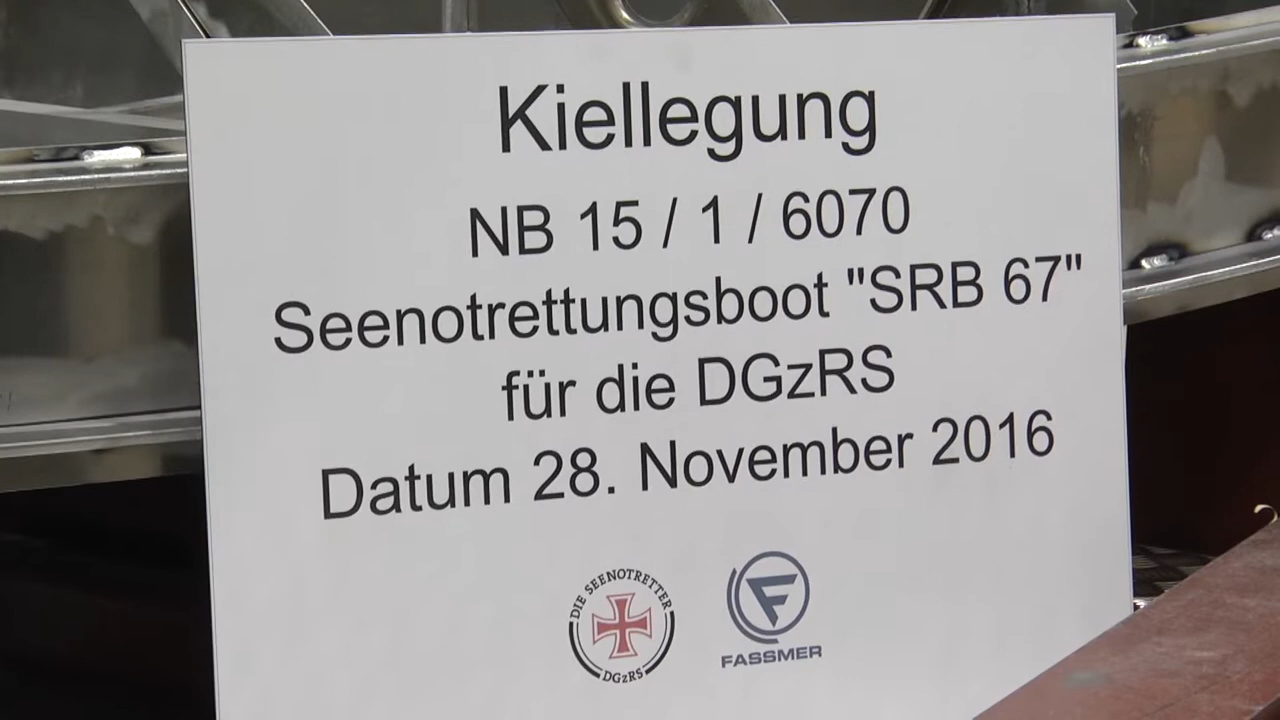 Kiellegung
NB 15 / 1 / 6070
Seenotrettungsboot "SRB 67"
für die DGzRS
Datum 28. November 2016
DIE SEENOTRETTER
DGzRS
FASSMER